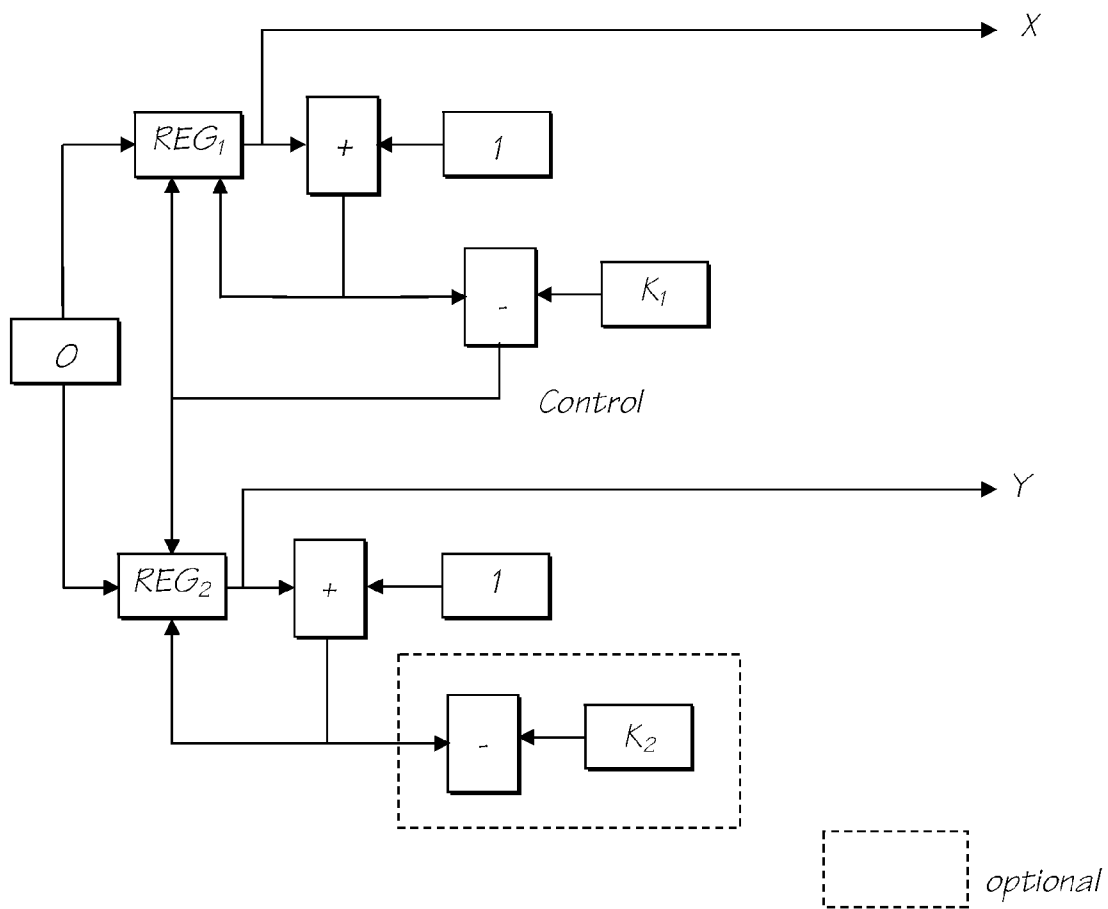 X
REG₁
+
1
-
K₁
0
Control
Y
REG₂
+
1
-
K₂
optional